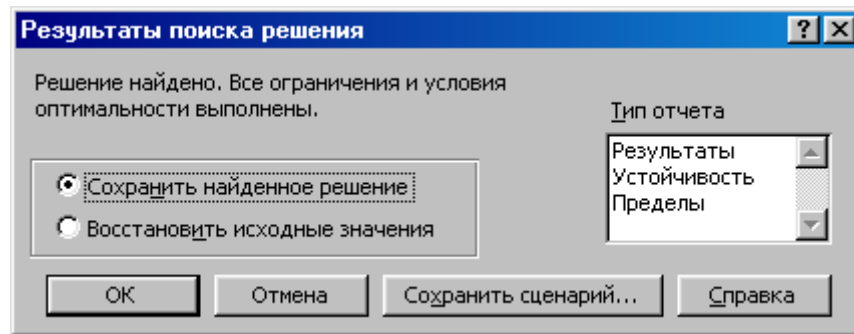 Результаты поиска решения
Решение найдено. Все ограничения и условия
оптимальности выполнены.
Тип отчета
Результаты
Устойчивость
Пределы
Сохранить найденное решение
Восстановить исходные значения
ОК
Отмена
Сохранить сценарий...
Справка